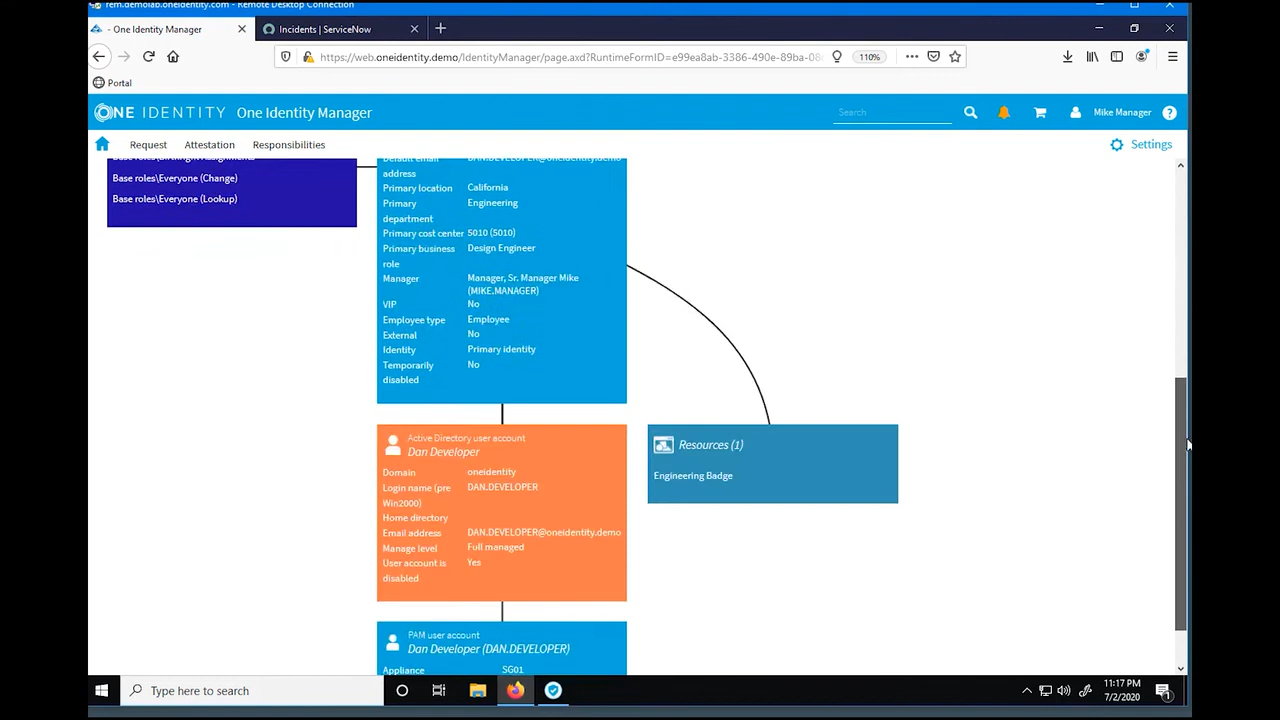 rem.demolab.oneidentity.com - Remote Desktop Connection
- One Identity Manager
Incidents | ServiceNow
https://web.oneidentity.demo/IdentityManager/page.axd?RuntimeFormID=e99ea8ab-3386-490e-89ba-08
110%
Portal
ONE IDENTITY One Identity Manager
Search
Mike Manager
Request Attestation Responsibilities
Settings
Base roles\Everyone (Change)
Base roles\Everyone (Lookup)
Default email address DAN.DEVELOPER@oneidentity.demo
Primary location California
Primary department Engineering
Primary cost center 5010 (5010)
Primary business role Design Engineer
Manager Manager, Sr. Manager Mike
(MIKE.MANAGER)
VIP No
Employee type Employee
External No
Identity Primary identity
Temporarily disabled No
Active Directory user account
Dan Developer
Domain oneidentity
Login name (pre Win2000) DAN.DEVELOPER
Home directory
Email address DAN.DEVELOPER@oneidentity.demo
Manage level Full managed
User account is disabled Yes
Resources (1)
Engineering Badge
PAM user account
Dan Developer (DAN.DEVELOPER)
Appliance SG01
Type here to search
11:17 PM
7/2/2020
1